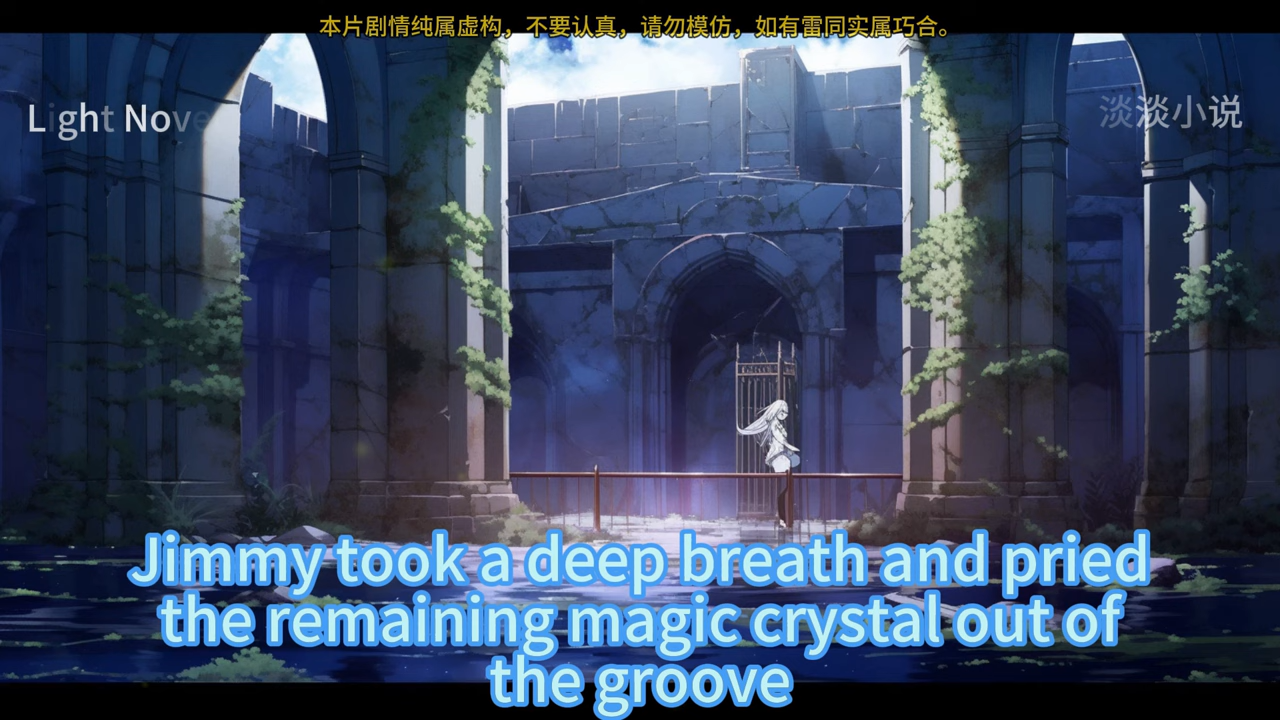 本片剧情纯属虚构，不要认真，请勿模仿，如有雷同实属巧合。
Light Nove
淡淡小说
Jimmy took a deep breath and pried
the remaining magic crystal out of
the groove